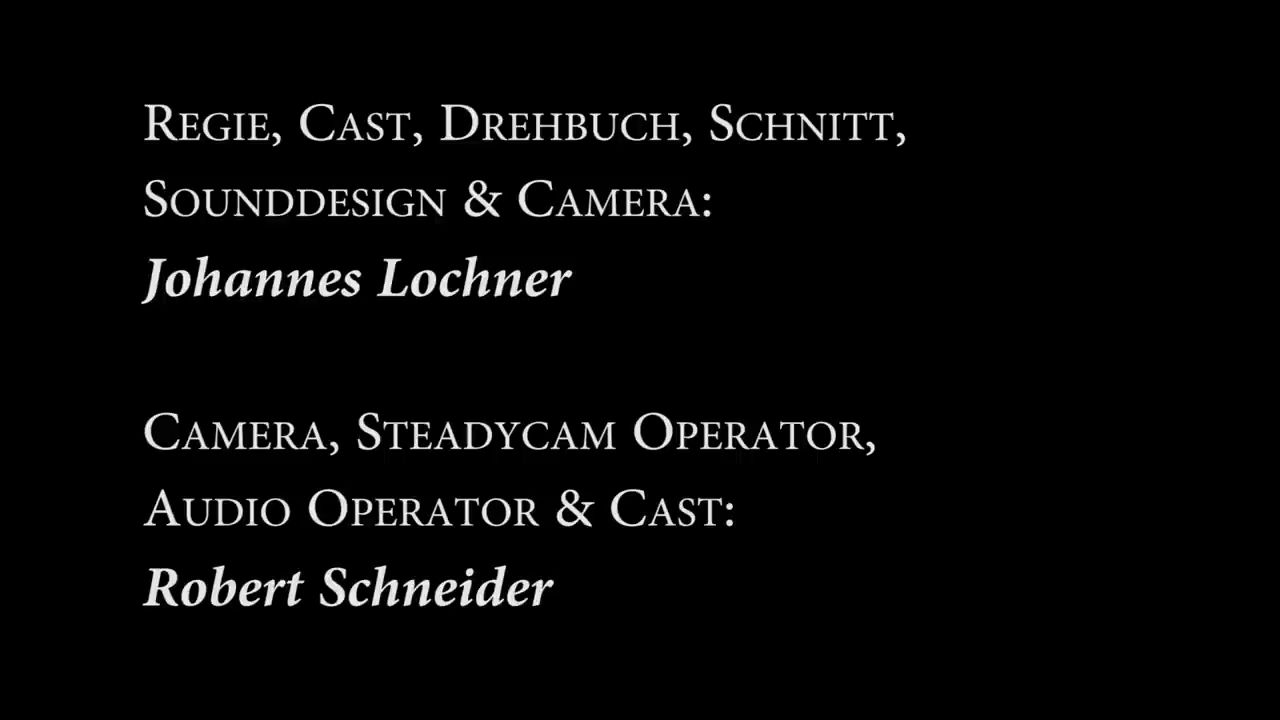 Regie, Cast, Drehbuch, Schnitt,
Sounddesign & Camera:
Johannes Lochner
Camera, Steadycam Operator,
Audio Operator & Cast:
Robert Schneider